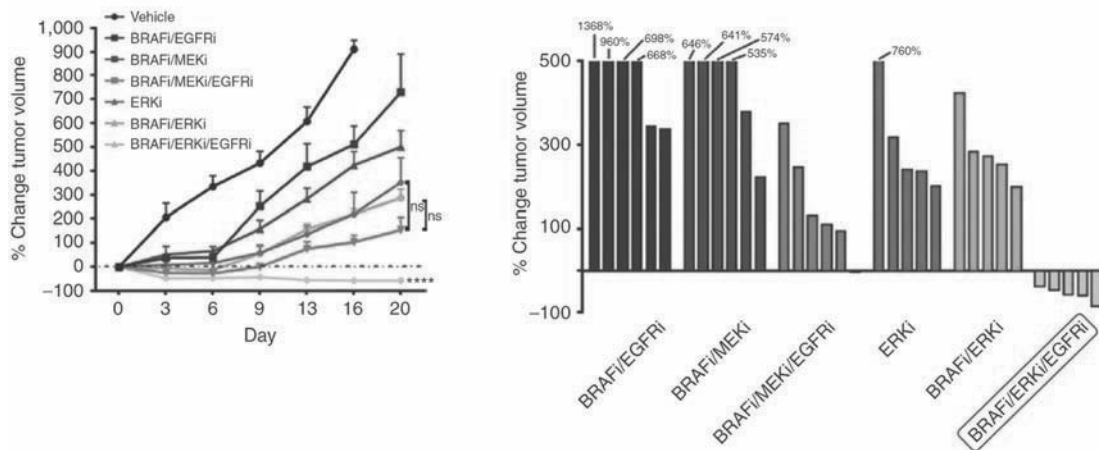 % Change tumor volume
1,000
900
800
700
600
500
400
300
200
100
0
−100
Vehicle
BRAFi/EGFRi
BRAFi/MEKi
BRAFi/MEKi/EGFRi
ERKi
BRAFi/ERKi
BRAFi/ERKi/EGFRi
ns
ns
****
0 3 6 9 13 16 20
Day
% Change tumor volume
500
300
100
−100
1368%
960%
698%
668%
646%
641%
574%
535%
760%
BRAFi/EGFRi
BRAFi/MEKi
BRAFi/MEKi/EGFRi
ERKi
BRAFi/ERKi
BRAFi/ERKi/EGFRi